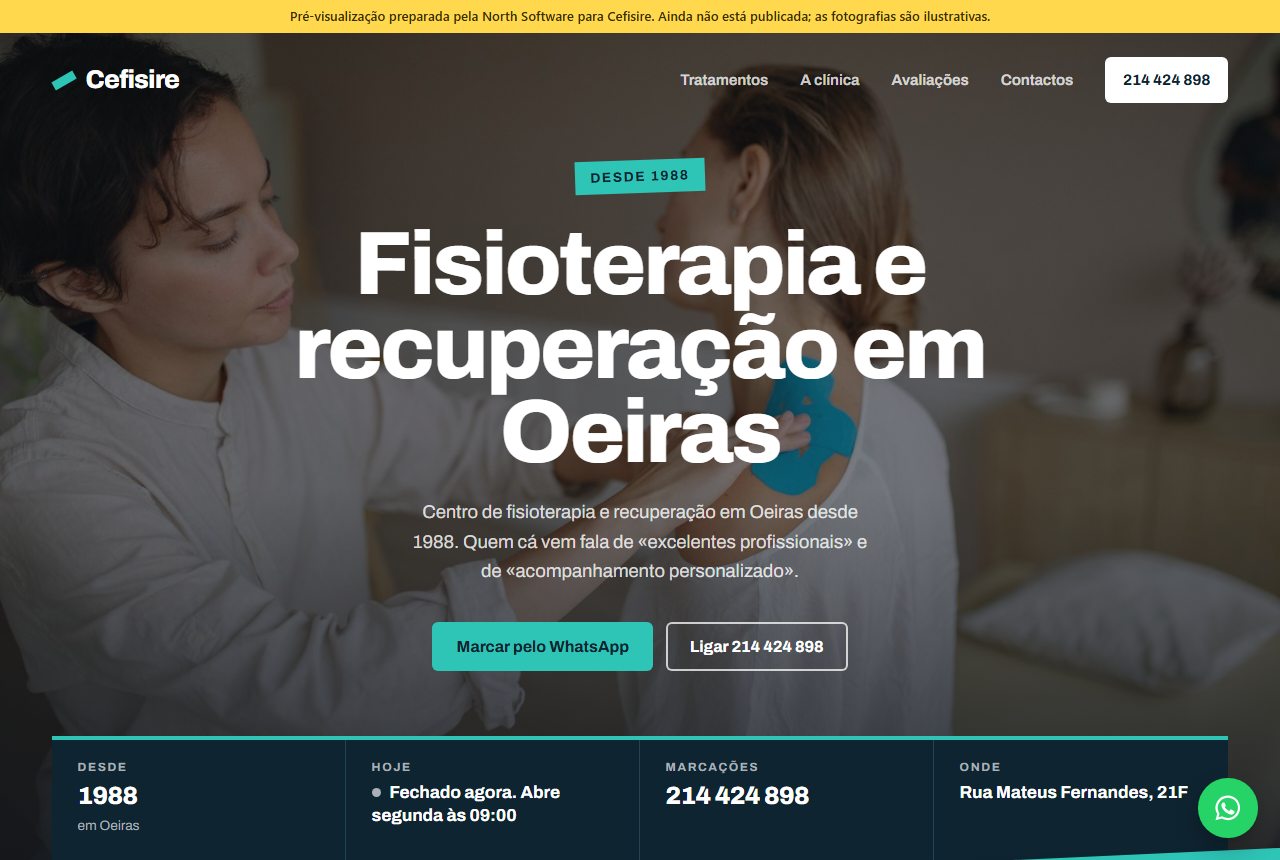 Pré-visualização preparada pela North Software para Cefisire. Ainda não está publicada; as fotografias são ilustrativas.
Cefisire
Tratamentos
A clínica
Avaliações
Contactos
214 424 898
DESDE 1988
Fisioterapia e
recuperação em
Oeiras
Centro de fisioterapia e recuperação em Oeiras desde
1988. Quem cá vem fala de «excelentes profissionais» e
de «acompanhamento personalizado».
Marcar pelo WhatsApp
Ligar 214 424 898
DESDE
1988
em Oeiras
HOJE
Fechado agora. Abre
segunda às 09:00
MARCAÇÕES
214 424 898
ONDE
Rua Mateus Fernandes, 21F